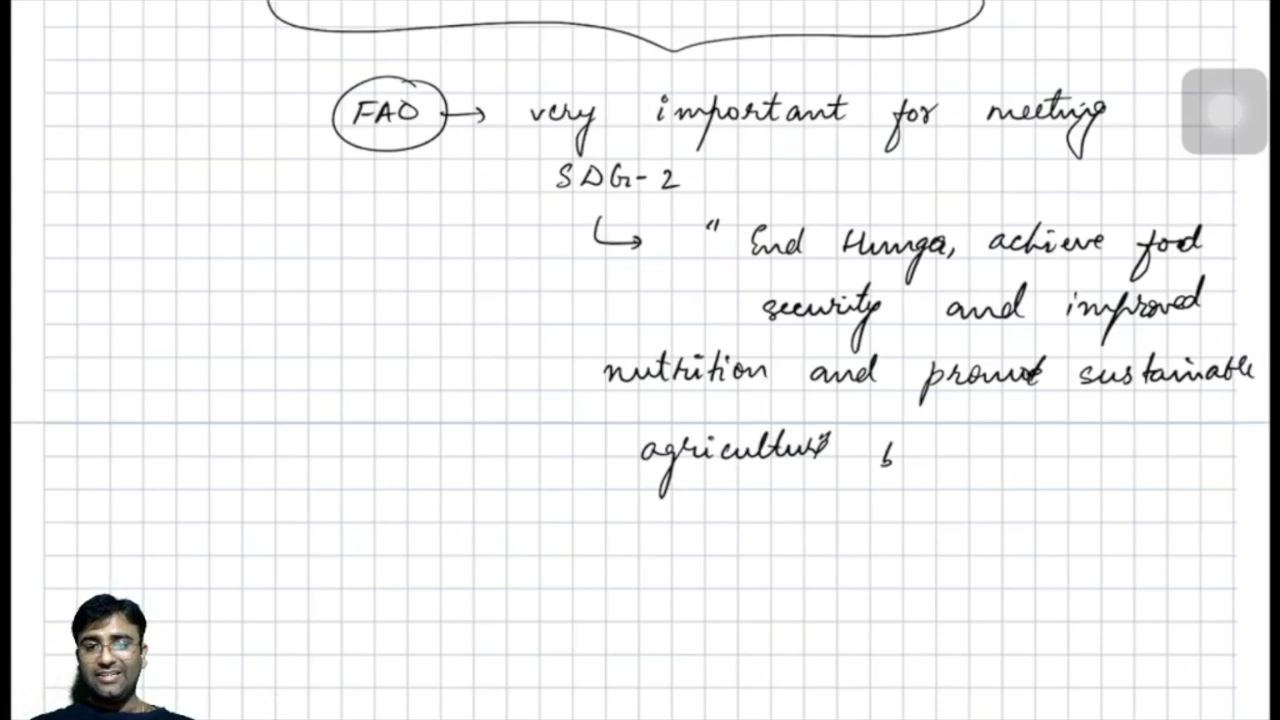 FAO → very important for meeting
SDG-2
↳ " End Hunger, achieve food
security and improved
nutrition and promote sustainable
agriculture" b